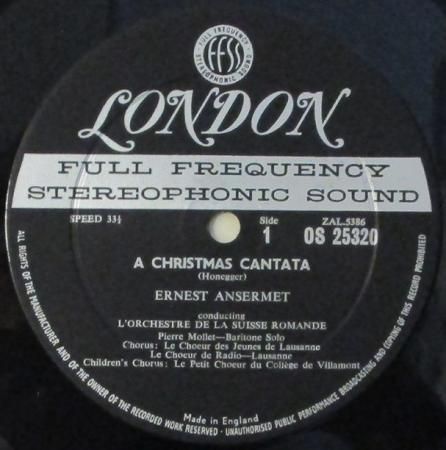 FULL FREQUENCY
FFSS
STEREOPHONIC SOUND
LONDON
FULL FREQUENCY
STEREOPHONIC SOUND
SPEED 33⅓
Side
1
ZAL.5386
OS 25320
A CHRISTMAS CANTATA
(Honegger)
ERNEST ANSERMET
conducting
L'ORCHESTRE DE LA SUISSE ROMANDE
Pierre Mollet—Baritone Solo
Chorus: Le Choeur des Jeunes de Lausanne
Le Choeur de Radio—Lausanne
Children's Chorus: Le Petit Choeur du Collège de Villamont
Made in England
ALL RIGHTS OF THE MANUFACTURER AND OF THE OWNER OF THE RECORDED WORK RESERVED · UNAUTHORISED PUBLIC PERFORMANCE BROADCASTING AND COPYING OF THIS RECORD PROHIBITED